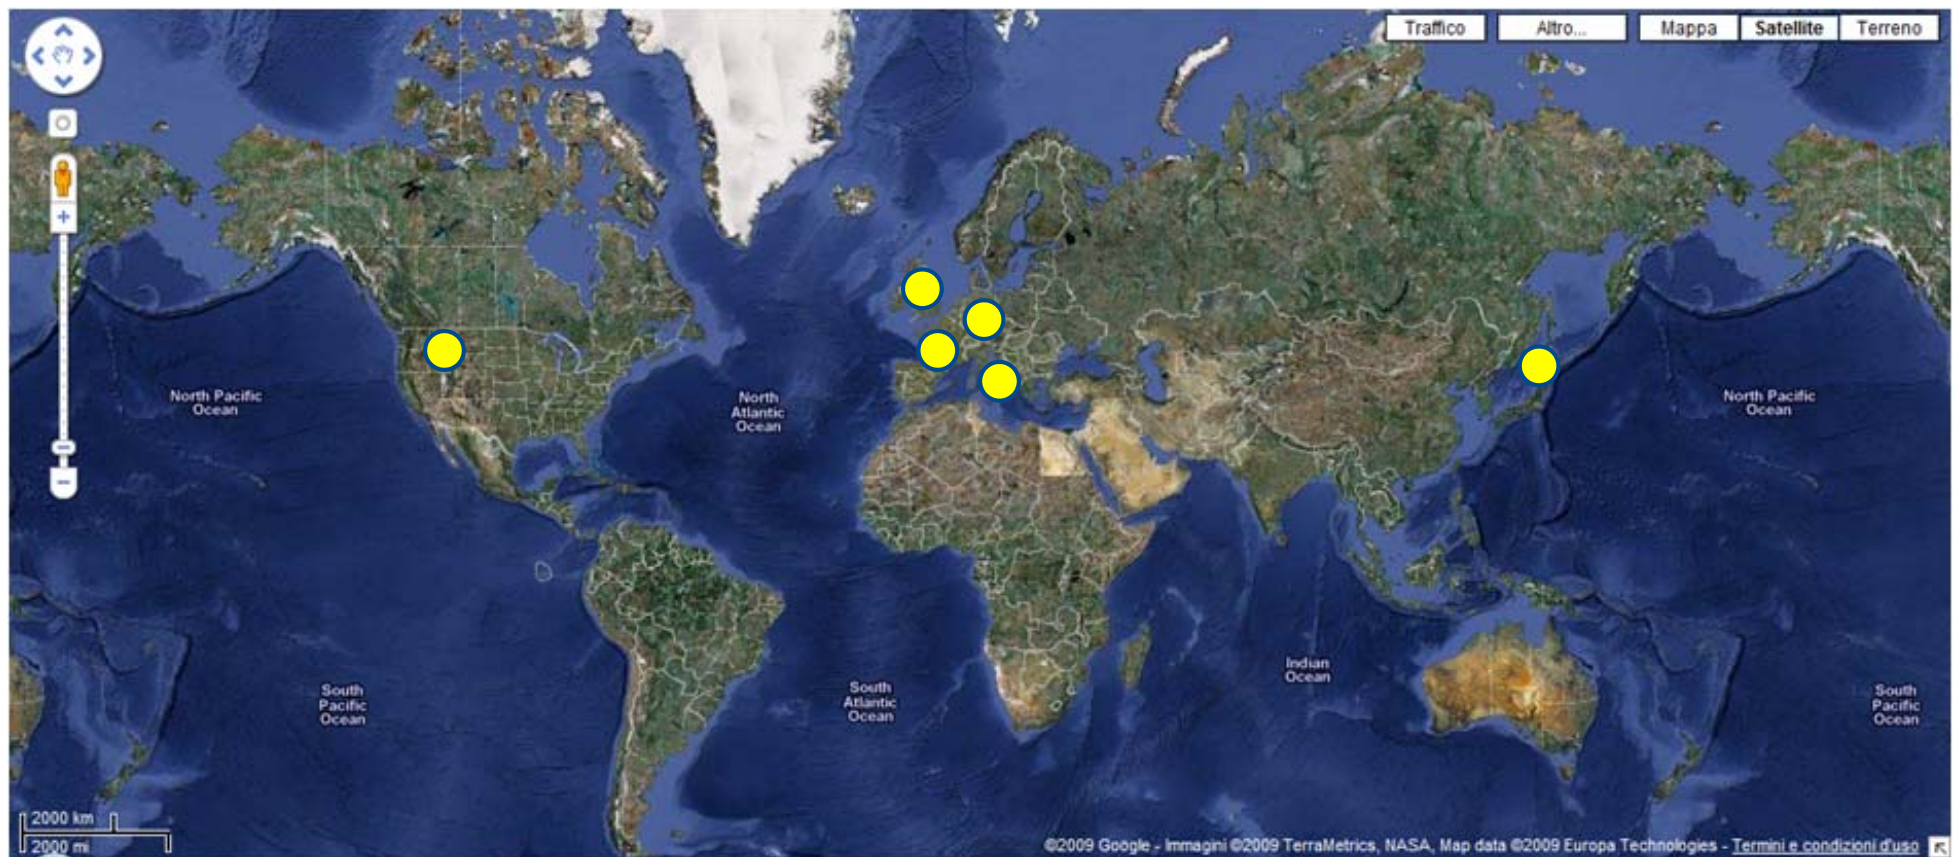 Traffico
Altro...
Mappa
Satellite
Terreno
North Pacific
Ocean
North
Atlantic
Ocean
North Pacific
Ocean
South
Pacific
Ocean
South
Atlantic
Ocean
Indian
Ocean
South
Pacific
Ocean
2000 km
2000 mi
©2009 Google - Immagini ©2009 TerraMetrics, NASA, Map data ©2009 Europa Technologies - Termini e condizioni d'uso